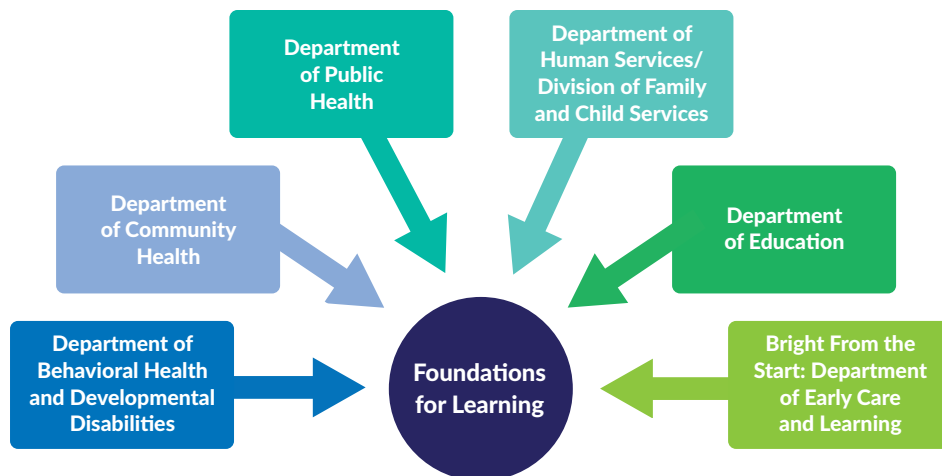 Department
of Public
Health
Department of
Human Services/
Division of Family
and Child Services
Department
of Community
Health
Department
of Education
Department of
Behavioral Health
and Developmental
Disabilities
Foundations
for Learning
Bright From the
Start: Department
of Early Care
and Learning